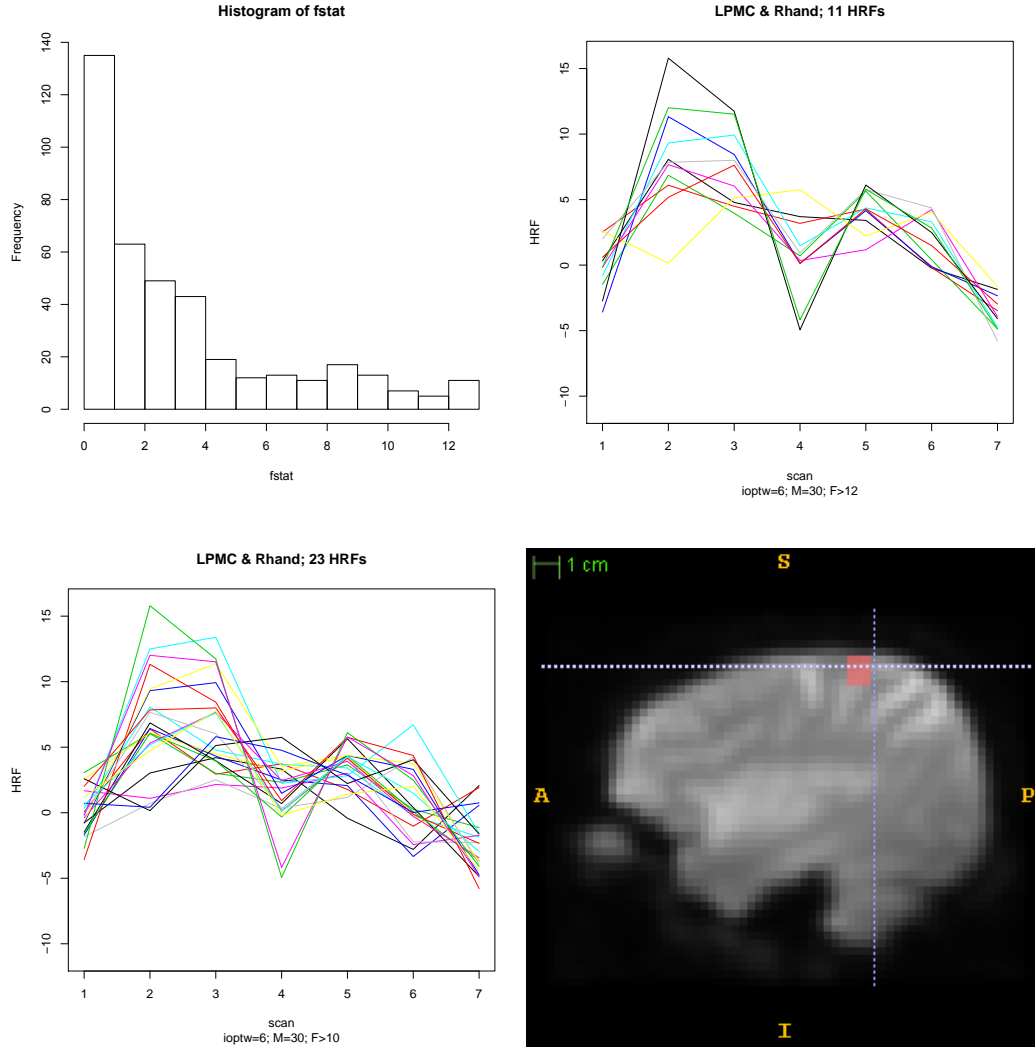 Histogram of fstat
Frequency
0 20 40 60 80 100 120 140
0 2 4 6 8 10 12
fstat
LPMC & Rhand; 11 HRFs
HRF
−10 −5 0 5 10 15
1 2 3 4 5 6 7
scan
ioptw=6; M=30; F>12
LPMC & Rhand; 23 HRFs
HRF
−10 −5 0 5 10 15
1 2 3 4 5 6 7
scan
ioptw=6; M=30; F>10
1 cm
S
A
P
I